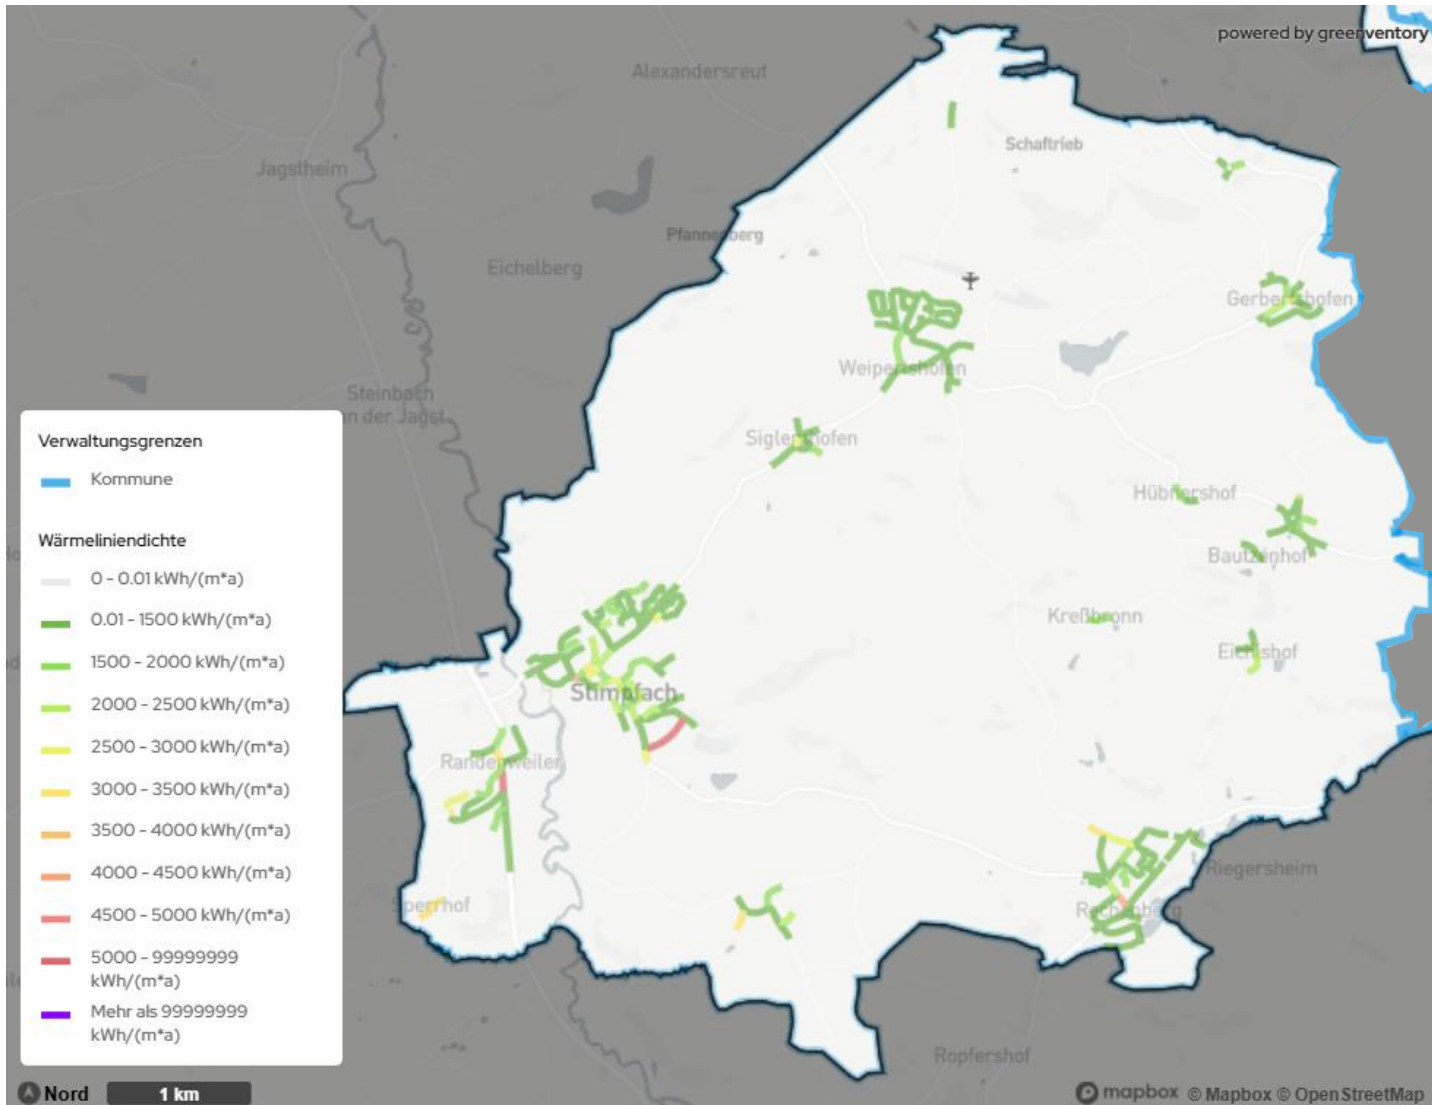 powered by greenventory
Alexandersreut
Schaftrieb
Jagstheim
Pfannenberg
Eichelberg
Gerbertshofen
Weipertshofen
Steinbach
an der Jagst
Siglershofen
Hübnershof
Bautzenhof
Kreßbronn
Eichishof
Stimpfach
Randenweiler
Riegersheim
Sperrhof
Rechenberg
Ropfershof
Verwaltungsgrenzen
Kommune
Wärmeliniendichte
0 - 0.01 kWh/(m*a)
0.01 - 1500 kWh/(m*a)
1500 - 2000 kWh/(m*a)
2000 - 2500 kWh/(m*a)
2500 - 3000 kWh/(m*a)
3000 - 3500 kWh/(m*a)
3500 - 4000 kWh/(m*a)
4000 - 4500 kWh/(m*a)
4500 - 5000 kWh/(m*a)
5000 - 99999999
kWh/(m*a)
Mehr als 99999999
kWh/(m*a)
Nord
1 km
mapbox © Mapbox © OpenStreetMap